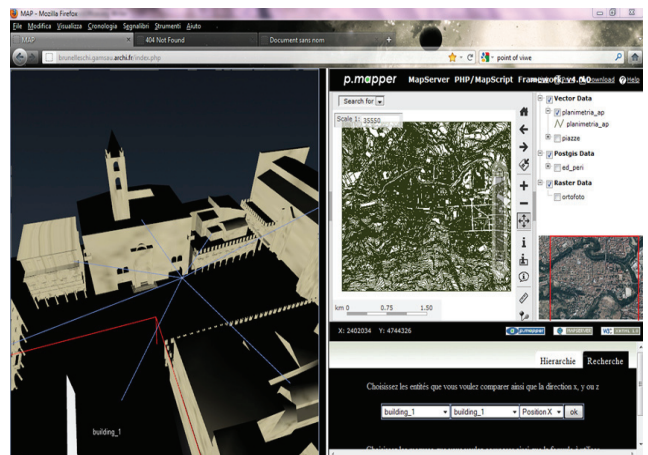 MAP - Mozilla Firefox
File Modifica Visualizza Cronologia Segnalibri Strumenti Aiuto
MAP
404 Not Found
Document sans nom
brunelleschi.gamsau.archi.fr/index.php
point of viwe
p.mapper MapServer PHP/MapScript Framework v4.
Download Help
Search for
Scale 1: 35550
Vector Data
planimetria_ap
planimetria_ap
piazze
Postgis Data
ed_peri
Raster Data
ortofoto
km 0 0.75 1.50
X: 2402034 Y: 4744326
p.mapper
Hierarchie Recherche
Choisissez les entités que vous voulez comparer ainsi que la direction x, y ou z
building_1 building_1 Position X ok
building_1